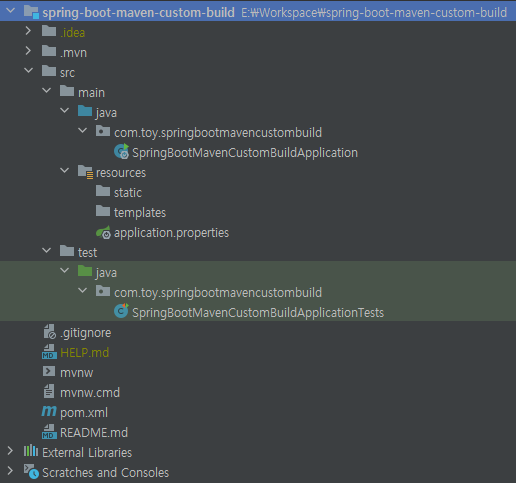 spring-boot-maven-custom-build E:₩Workspace₩spring-boot-maven-custom-build
.idea
.mvn
src
main
java
com.toy.springbootmavencustombuild
SpringBootMavenCustomBuildApplication
resources
static
templates
application.properties
test
java
com.toy.springbootmavencustombuild
SpringBootMavenCustomBuildApplicationTests
.gitignore
MD HELP.md
mvnw
mvnw.cmd
m pom.xml
MD README.md
External Libraries
Scratches and Consoles